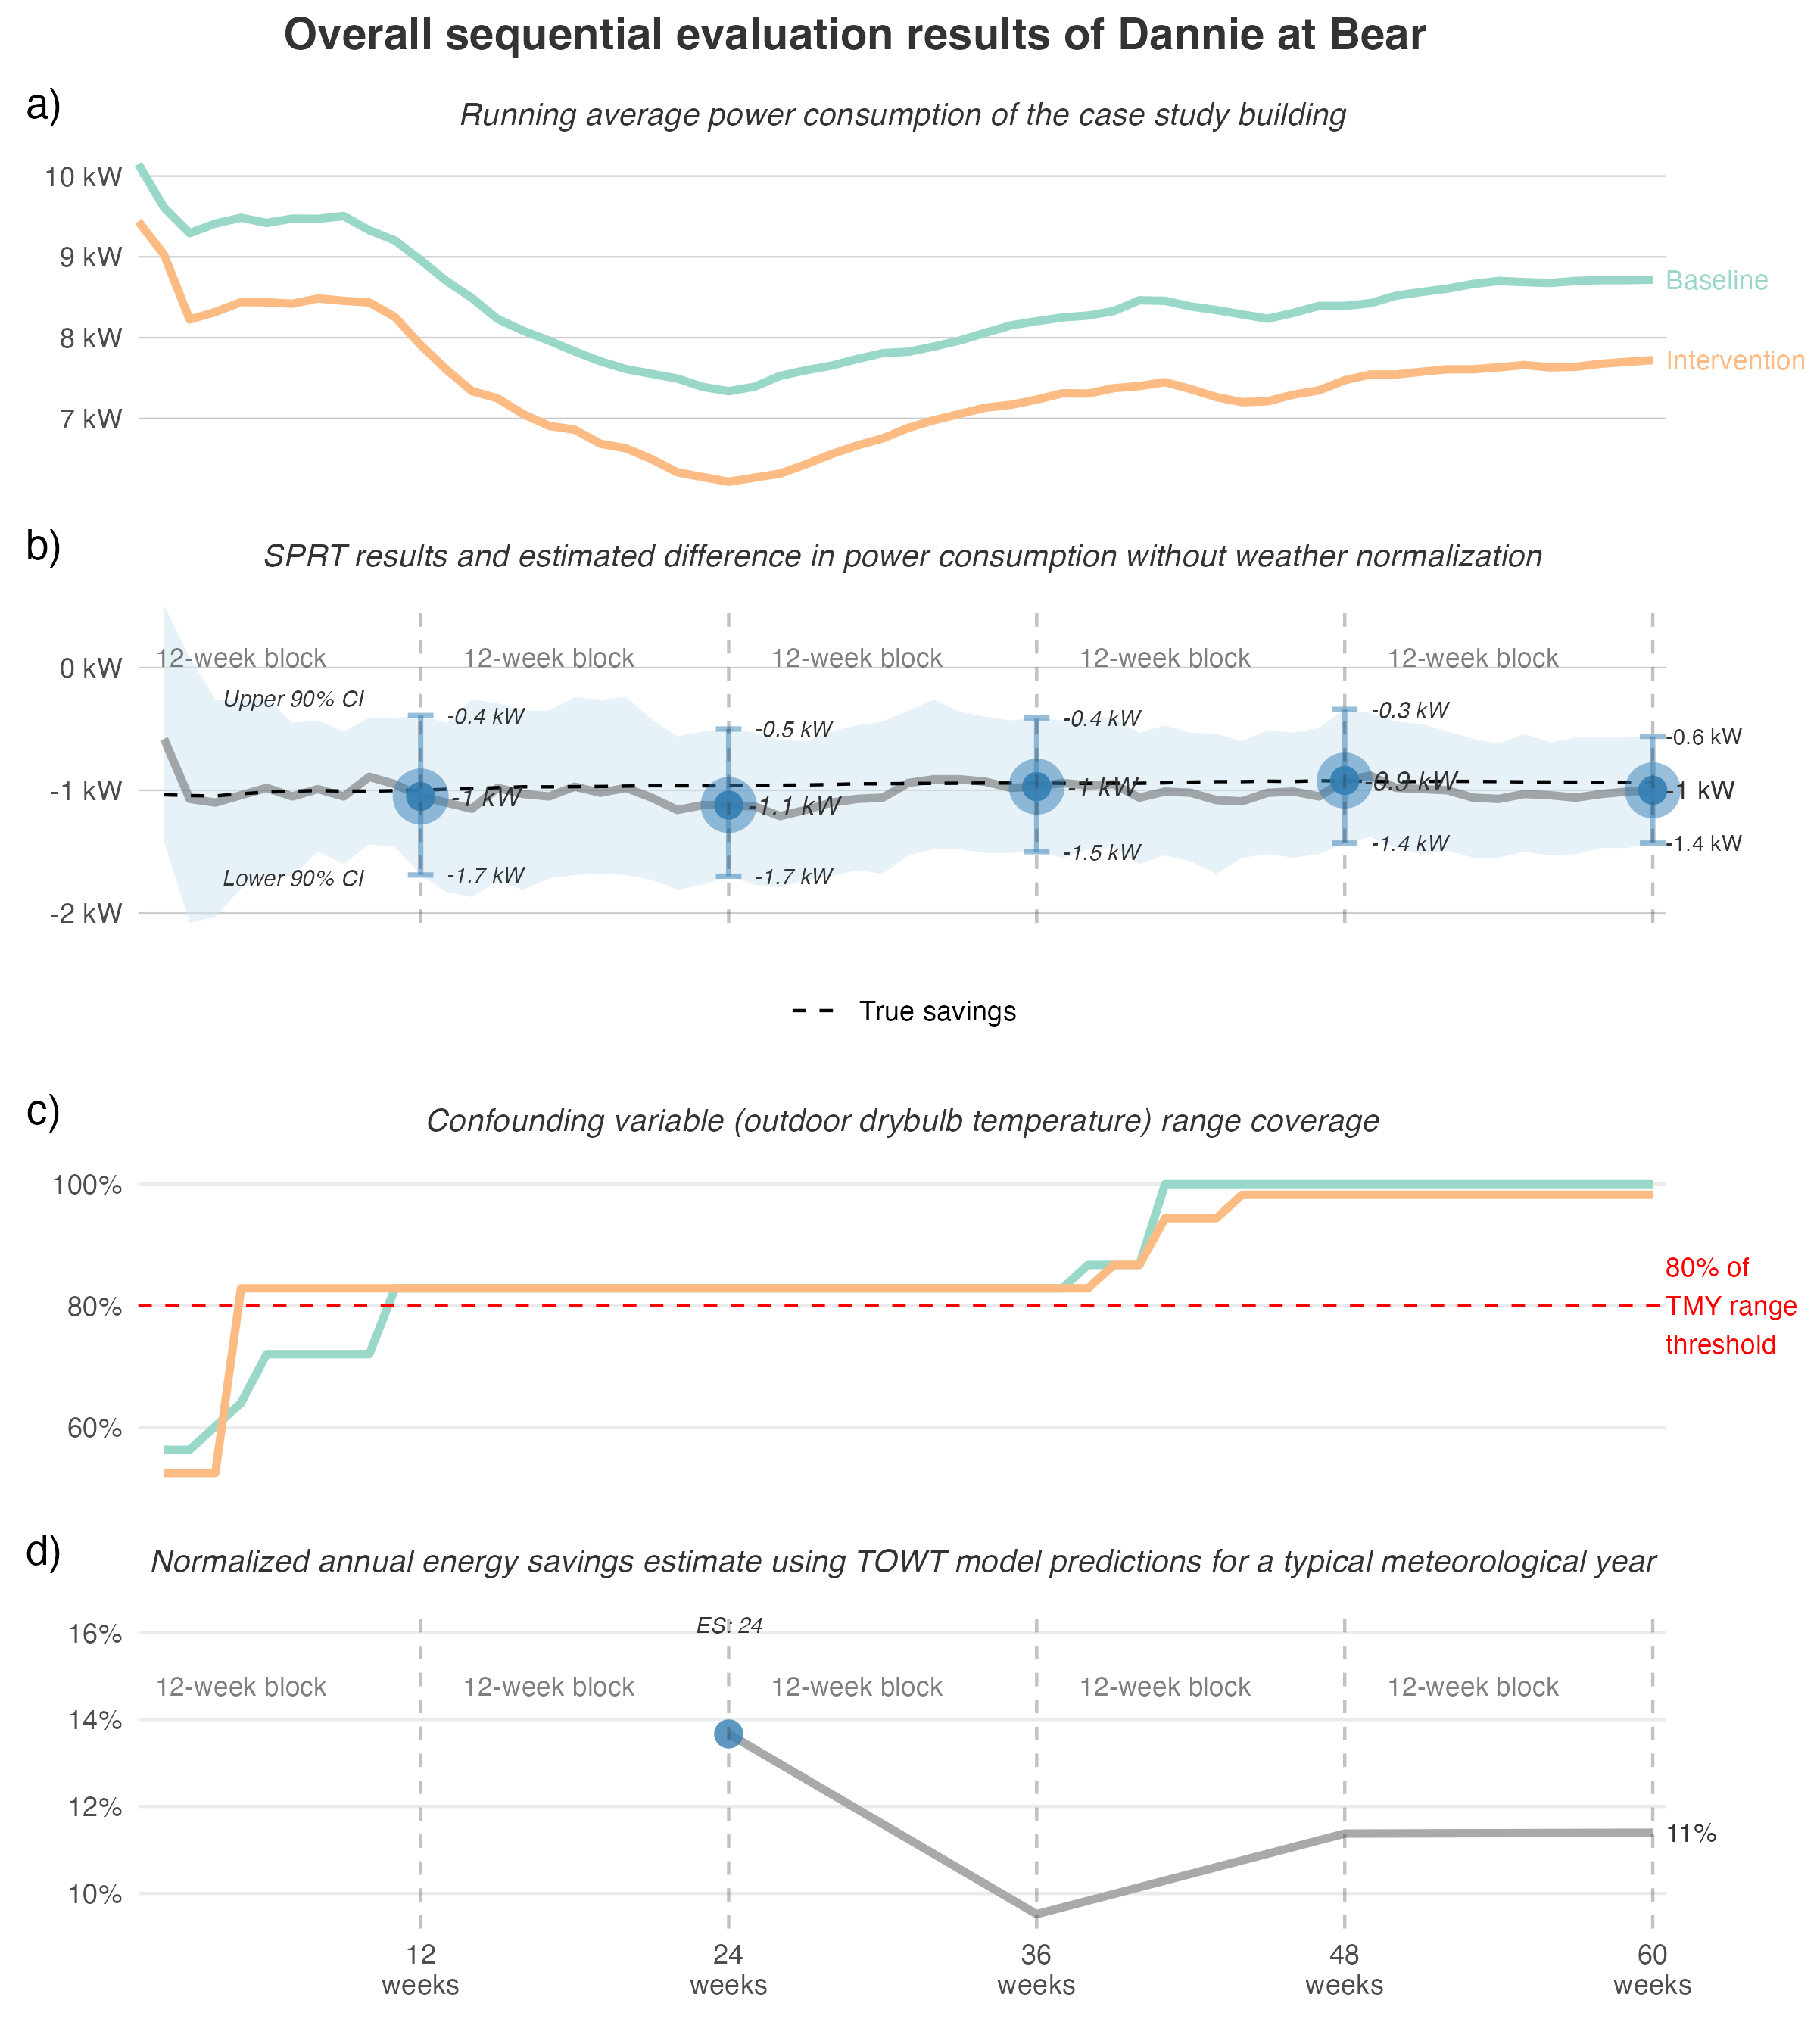 Overall sequential evaluation results of Dannie at Bear
a)
Running average power consumption of the case study building
10 kW
9 kW
8 kW
7 kW
Baseline
Intervention
b)
SPRT results and estimated difference in power consumption without weather normalization
0 kW
-1 kW
-2 kW
12-week block
12-week block
12-week block
12-week block
12-week block
Upper 90% CI
Lower 90% CI
-0.4 kW
-0.5 kW
-0.4 kW
-0.3 kW
-0.6 kW
-1 kW
-1.1 kW
-1 kW
-0.9 kW
-1 kW
-1.7 kW
-1.7 kW
-1.5 kW
-1.4 kW
-1.4 kW
True savings
c)
Confounding variable (outdoor drybulb temperature) range coverage
100%
80%
60%
80% of
TMY range
threshold
d)
Normalized annual energy savings estimate using TOWT model predictions for a typical meteorological year
ES: 24
16%
14%
12%
10%
12-week block
12-week block
12-week block
12-week block
12-week block
11%
12
weeks
24
weeks
36
weeks
48
weeks
60
weeks